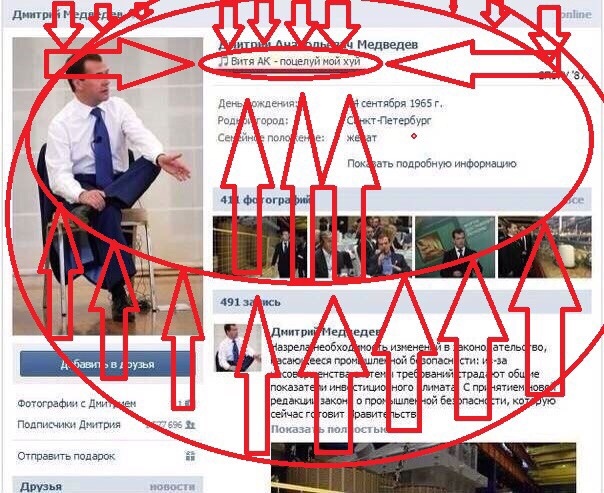 Дмитрий Медведев
online
Дмитрий Анатольевич Медведев
Витя АК - поцелуй мой хуй
День рождения: 14 сентября 1965 г.
Родной город: Санкт-Петербург
Семейное положение: женат
Показать подробную информацию
411 фотографий
все
491 запись
Дмитрий Медведев
Назрела необходимость изменений в законодательство,
касающееся промышленной безопасности: из-за
несовершенства системы требований страдают общие
показатели инвестиционного климата. С принятием новой
редакции закона о промышленной безопасности, которую
сейчас готовит Правительство
Показать полностью..
Добавить в друзья
Фотографии с Дмитрием
Подписчики Дмитрия
Отправить подарок
Друзья
новости